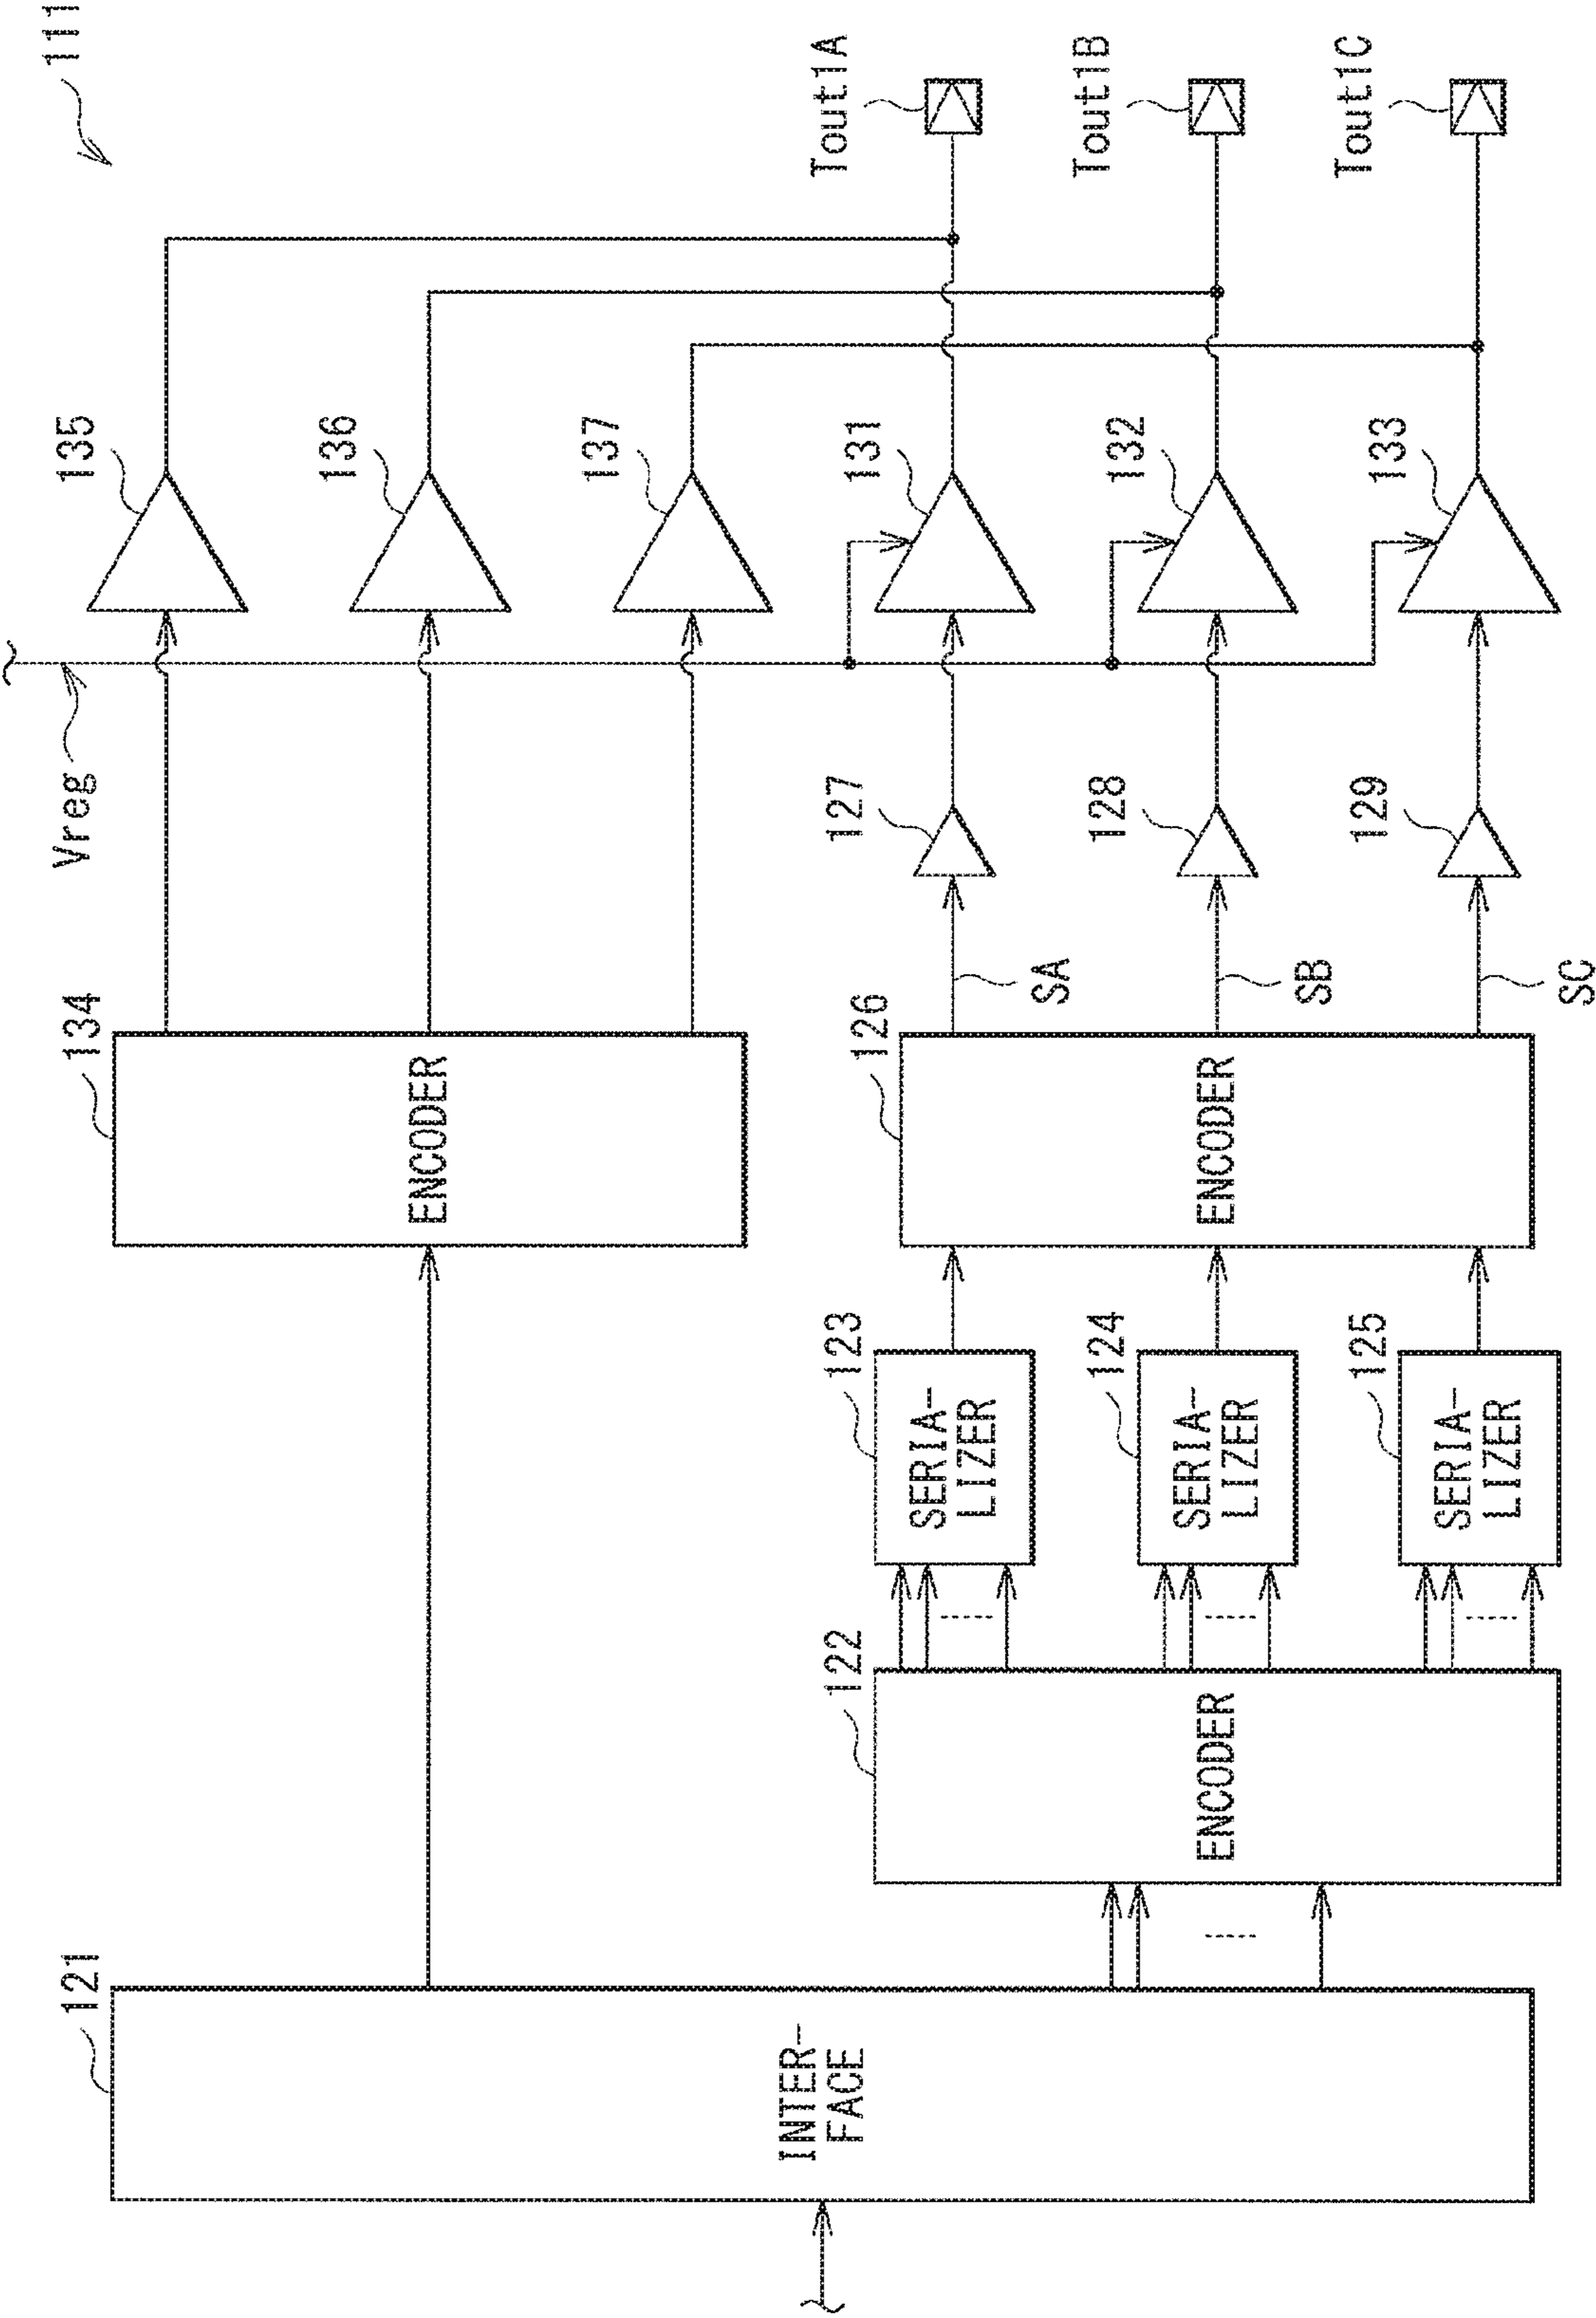 111
121
INTER-
FACE
134
ENCODER
Vreg
135
136
137
122
ENCODER
123
SERIA-
LIZER
124
SERIA-
LIZER
125
SERIA-
LIZER
126
ENCODER
SA
SB
SC
127
128
129
131
132
133
Tout1A
Tout1B
Tout1C